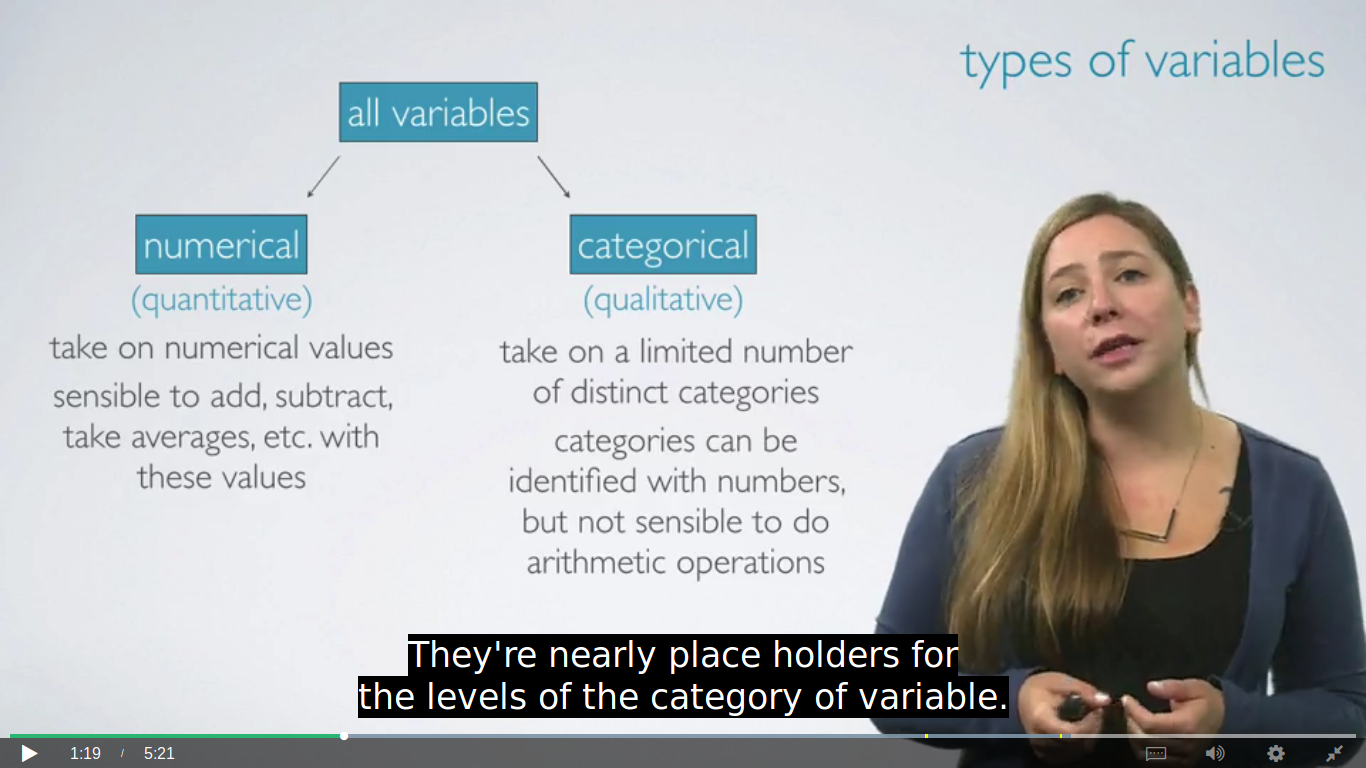 types of variables
all variables
numerical
(quantitative)
take on numerical values
sensible to add, subtract,
take averages, etc. with
these values
categorical
(qualitative)
take on a limited number
of distinct categories
categories can be
identified with numbers,
but not sensible to do
arithmetic operations
They're nearly place holders for
the levels of the category of variable.
1:19 / 5:21